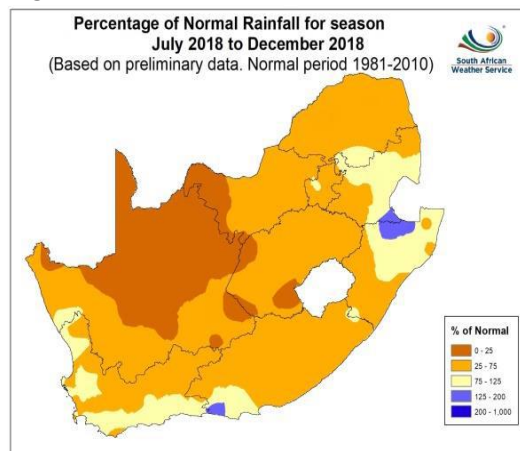 Percentage of Normal Rainfall for season
July 2018 to December 2018
(Based on preliminary data. Normal period 1981-2010)
South African
Weather Service
% of Normal
0 - 25
25 - 75
75 - 125
125 - 200
200 - 1,000